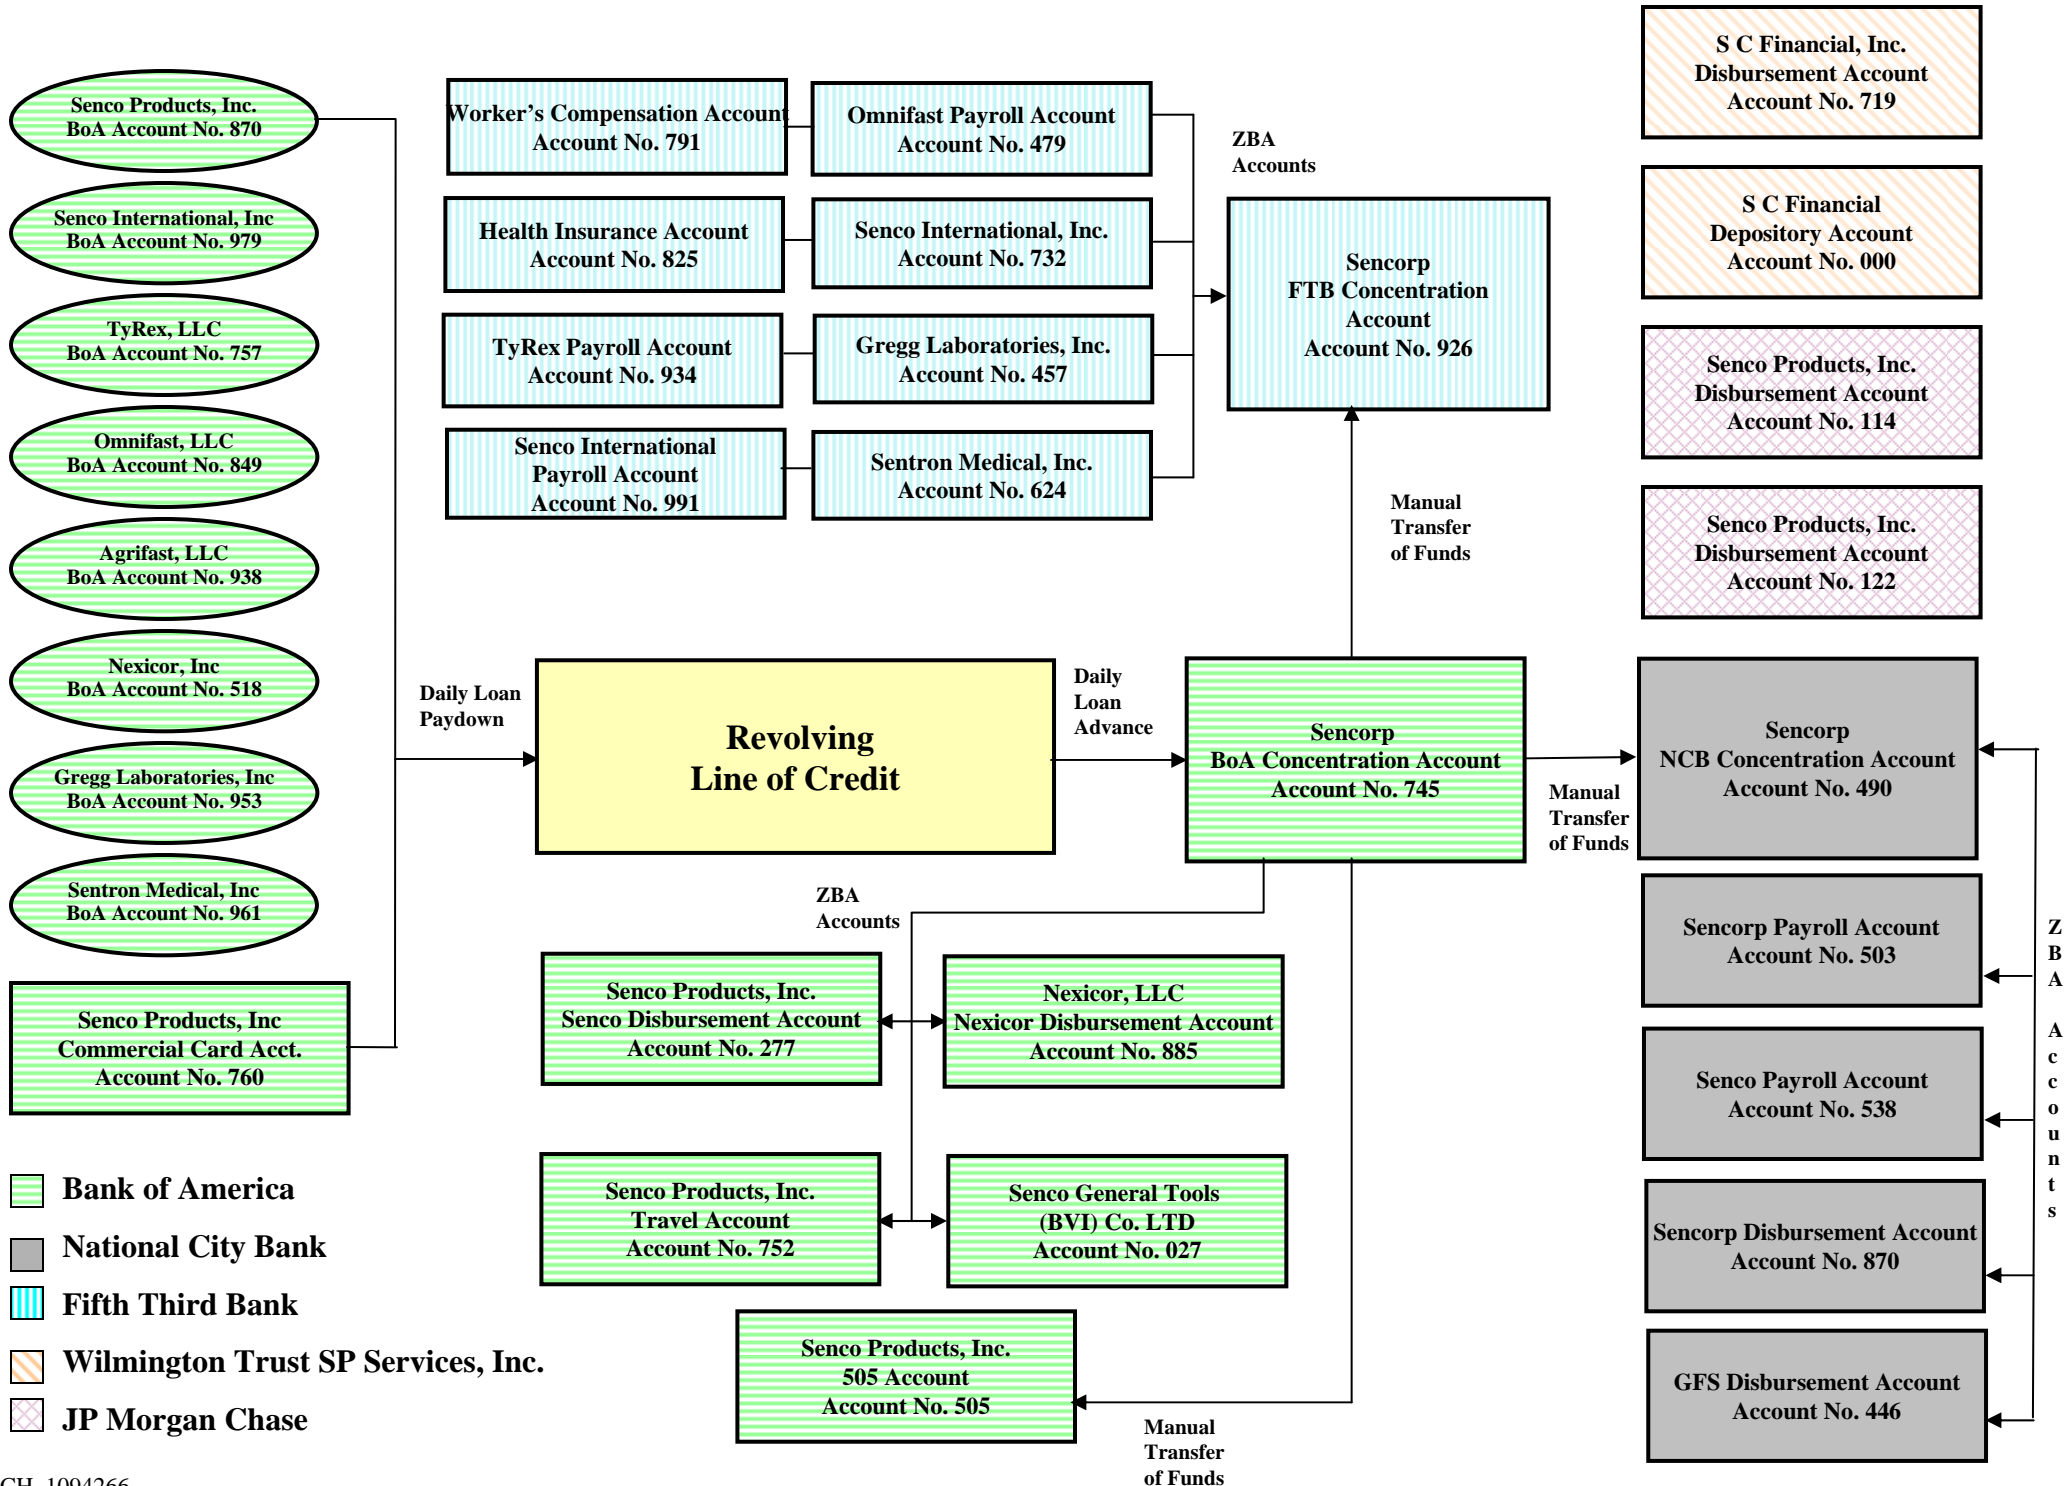 Senco Products, Inc.
BoA Account No. 870
Senco International, Inc
BoA Account No. 979
TyRex, LLC
BoA Account No. 757
Omnifast, LLC
BoA Account No. 849
Agrifast, LLC
BoA Account No. 938
Nexicor, Inc
BoA Account No. 518
Gregg Laboratories, Inc
BoA Account No. 953
Sentron Medical, Inc
BoA Account No. 961
Senco Products, Inc
Commercial Card Acct.
Account No. 760
Worker's Compensation Account
Account No. 791
Omnifast Payroll Account
Account No. 479
Health Insurance Account
Account No. 825
Senco International, Inc.
Account No. 732
TyRex Payroll Account
Account No. 934
Gregg Laboratories, Inc.
Account No. 457
Senco International
Payroll Account
Account No. 991
Sentron Medical, Inc.
Account No. 624
ZBA
Accounts
Sencorp
FTB Concentration
Account
Account No. 926
Manual
Transfer
of Funds
S C Financial, Inc.
Disbursement Account
Account No. 719
S C Financial
Depository Account
Account No. 000
Senco Products, Inc.
Disbursement Account
Account No. 114
Senco Products, Inc.
Disbursement Account
Account No. 122
Daily Loan
Paydown
Revolving
Line of Credit
Daily
Loan
Advance
Sencorp
BoA Concentration Account
Account No. 745
Manual
Transfer
of Funds
Sencorp
NCB Concentration Account
Account No. 490
Sencorp Payroll Account
Account No. 503
Senco Payroll Account
Account No. 538
Sencorp Disbursement Account
Account No. 870
GFS Disbursement Account
Account No. 446
Z
B
A
A
c
c
o
u
n
t
s
ZBA
Accounts
Senco Products, Inc.
Senco Disbursement Account
Account No. 277
Nexicor, LLC
Nexicor Disbursement Account
Account No. 885
Senco Products, Inc.
Travel Account
Account No. 752
Senco General Tools
(BVI) Co. LTD
Account No. 027
Senco Products, Inc.
505 Account
Account No. 505
Manual
Transfer
of Funds
Bank of America
National City Bank
Fifth Third Bank
Wilmington Trust SP Services, Inc.
JP Morgan Chase